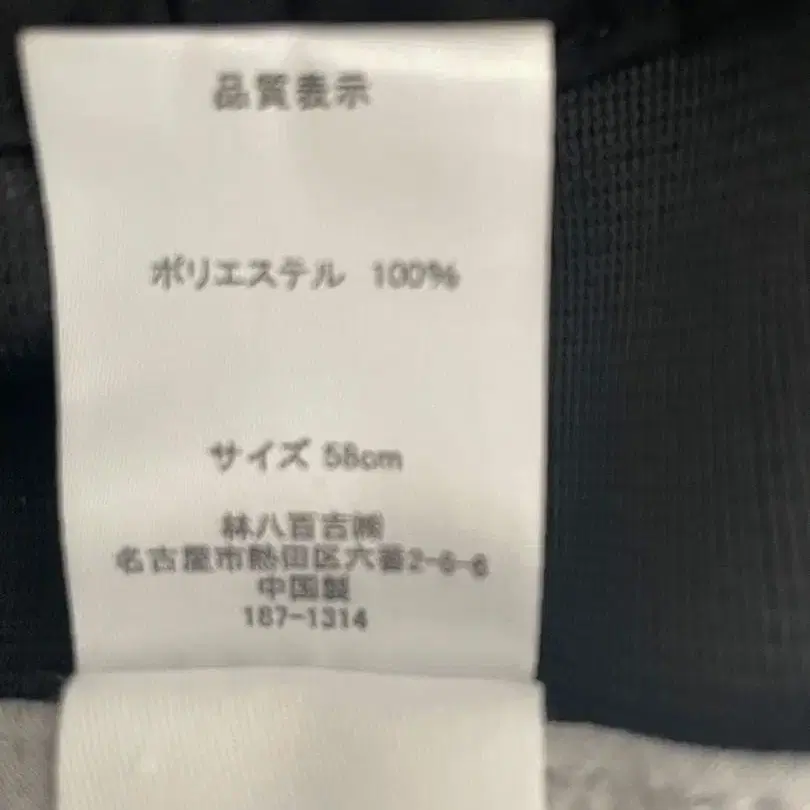 品質表示
ポリエステル 100%
サイズ 58cm
林八百吉㈱
名古屋市熱田区六番2-6-6
中国製
187-1314